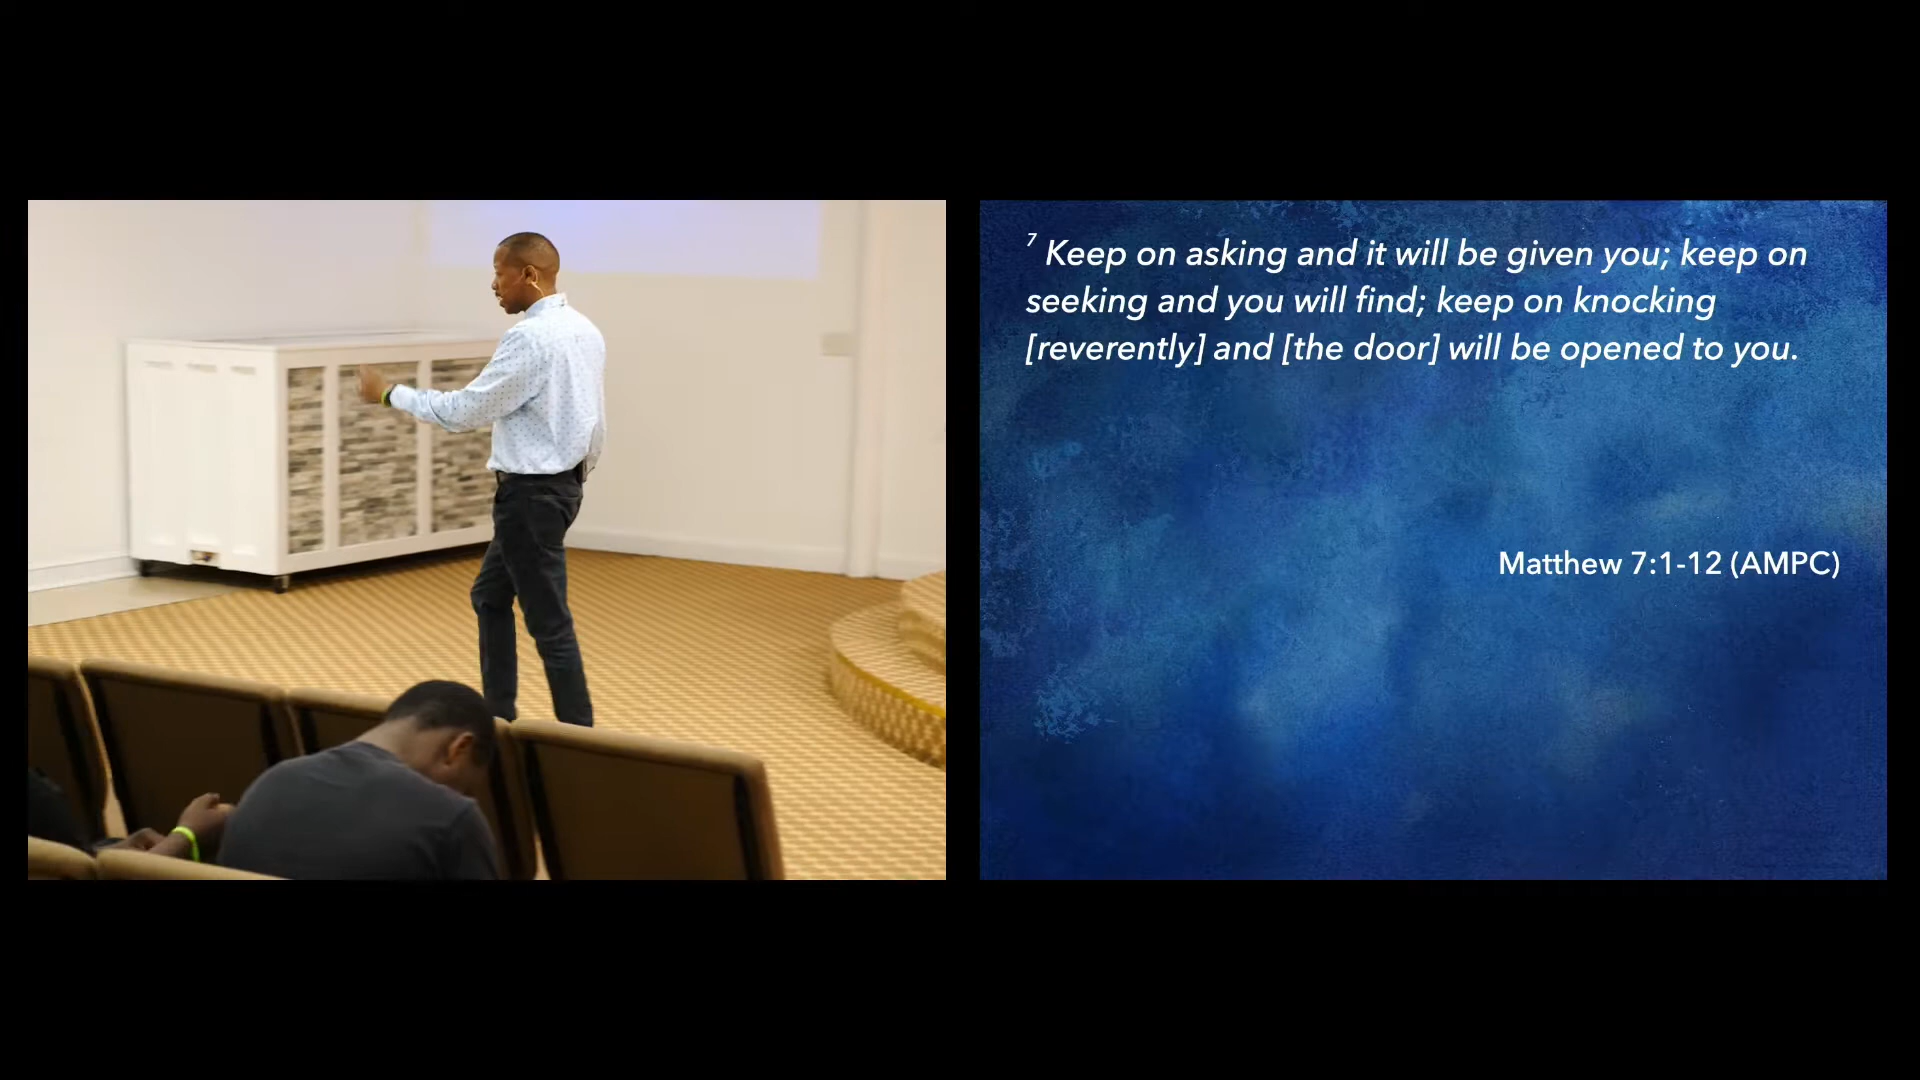 7 Keep on asking and it will be given you; keep on
seeking and you will find; keep on knocking
[reverently] and [the door] will be opened to you.
Matthew 7:1-12 (AMPC)